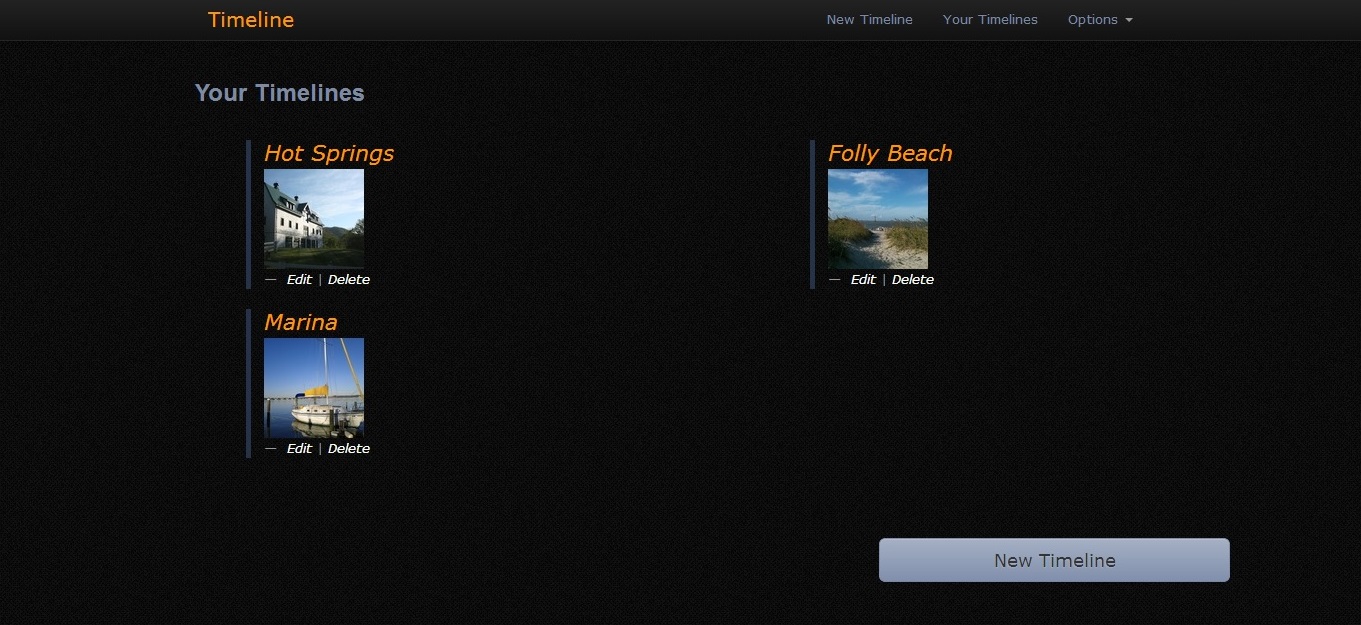 Timeline New Timeline Your Timelines Options
Your Timelines
Hot Springs
— Edit | Delete
Folly Beach
— Edit | Delete
Marina
— Edit | Delete
New Timeline